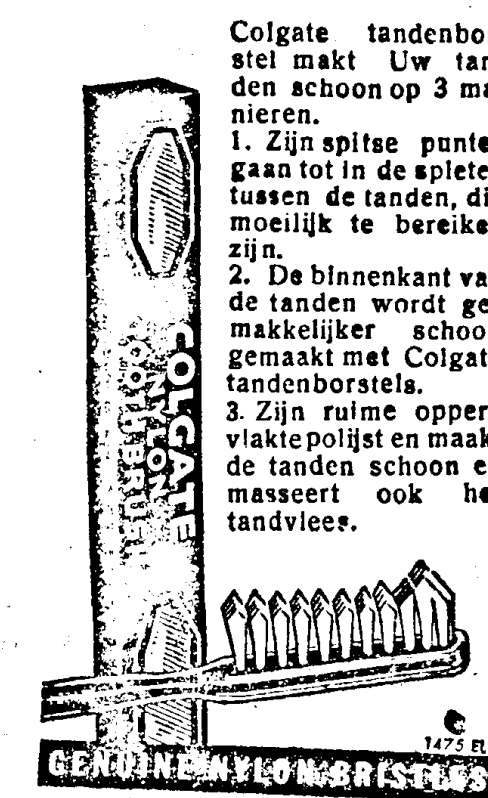 Colgate tandenbo
stel makt Uw tan
den schoon op 3 ma
nieren.
1. Zijn spitse punte
gaan tot in de splete
tussen de tanden, di
moeilijk te bereike
zijn.
2. De binnenkant va
de tanden wordt ge
makkelijker schoo
gemaakt met Colgat
tandenborstels.
3. Zijn ruime opper
vlakte polijst en maak
de tanden schoon e
masseert ook he
tandvlees.
COLGATE
NYLON
TOOTHBRUSH
1475 EL
GENUINE NYLON BRISTLES